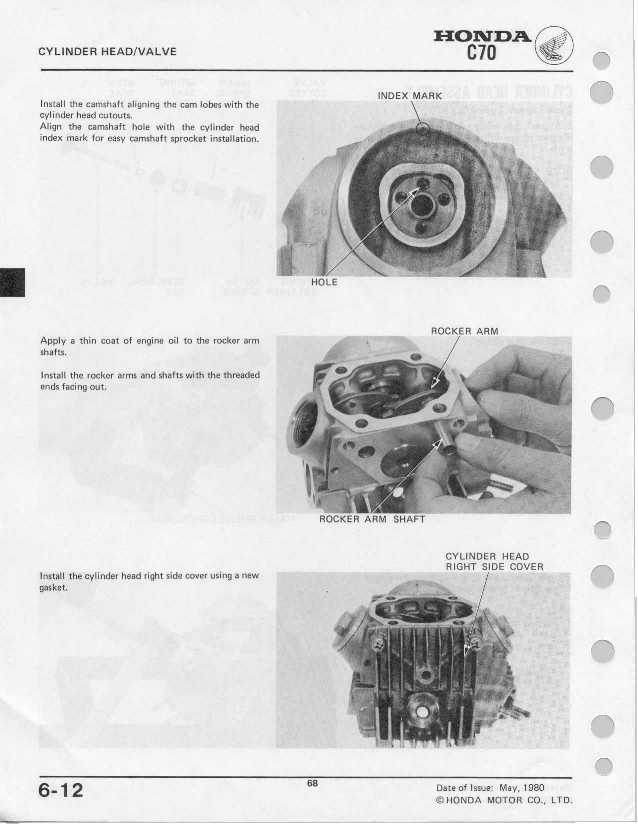 CYLINDER HEAD/VALVE
HONDA
C70
Install the camshaft aligning the cam lobes with the
cylinder head cutouts.
Align the camshaft hole with the cylinder head
index mark for easy camshaft sprocket installation.
INDEX MARK
HOLE
Apply a thin coat of engine oil to the rocker arm
shafts.
Install the rocker arms and shafts with the threaded
ends facing out.
ROCKER ARM
ROCKER ARM SHAFT
Install the cylinder head right side cover using a new
gasket.
CYLINDER HEAD
RIGHT SIDE COVER
6-12
68
Date of Issue: May, 1980
© HONDA MOTOR CO., LTD.